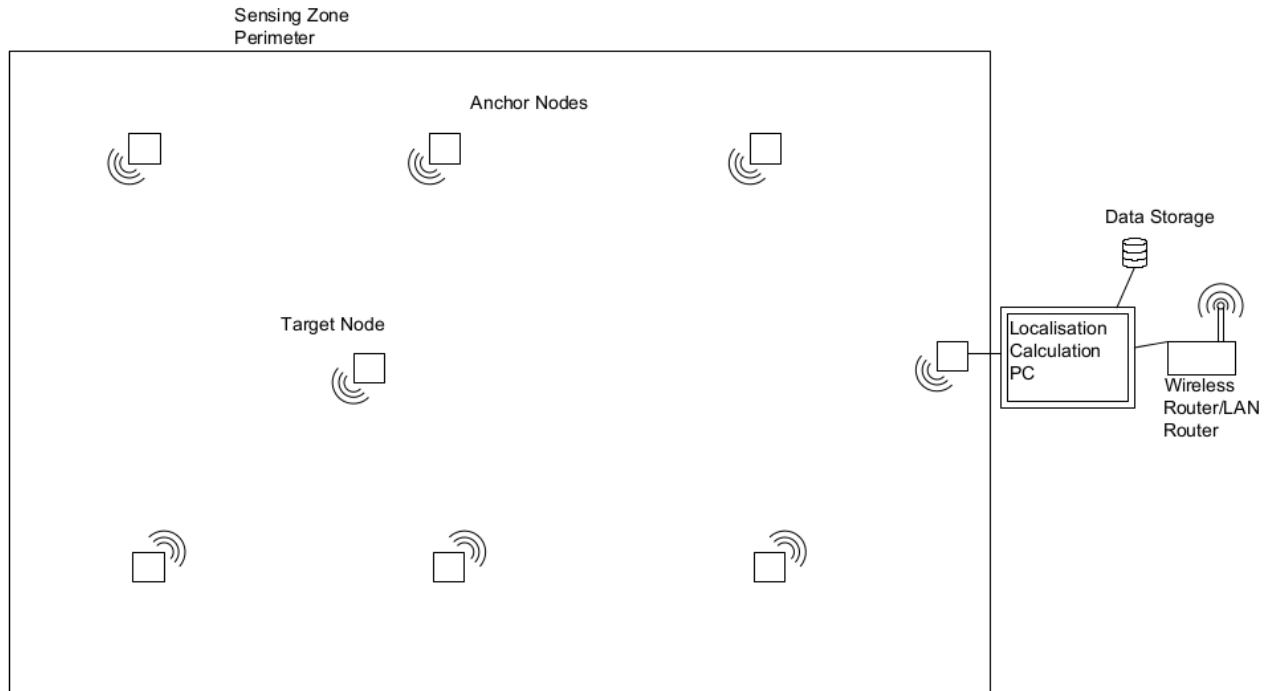 Sensing Zone
Perimeter
Anchor Nodes
Data Storage
Target Node
Localisation
Calculation
PC
Wireless
Router/LAN
Router